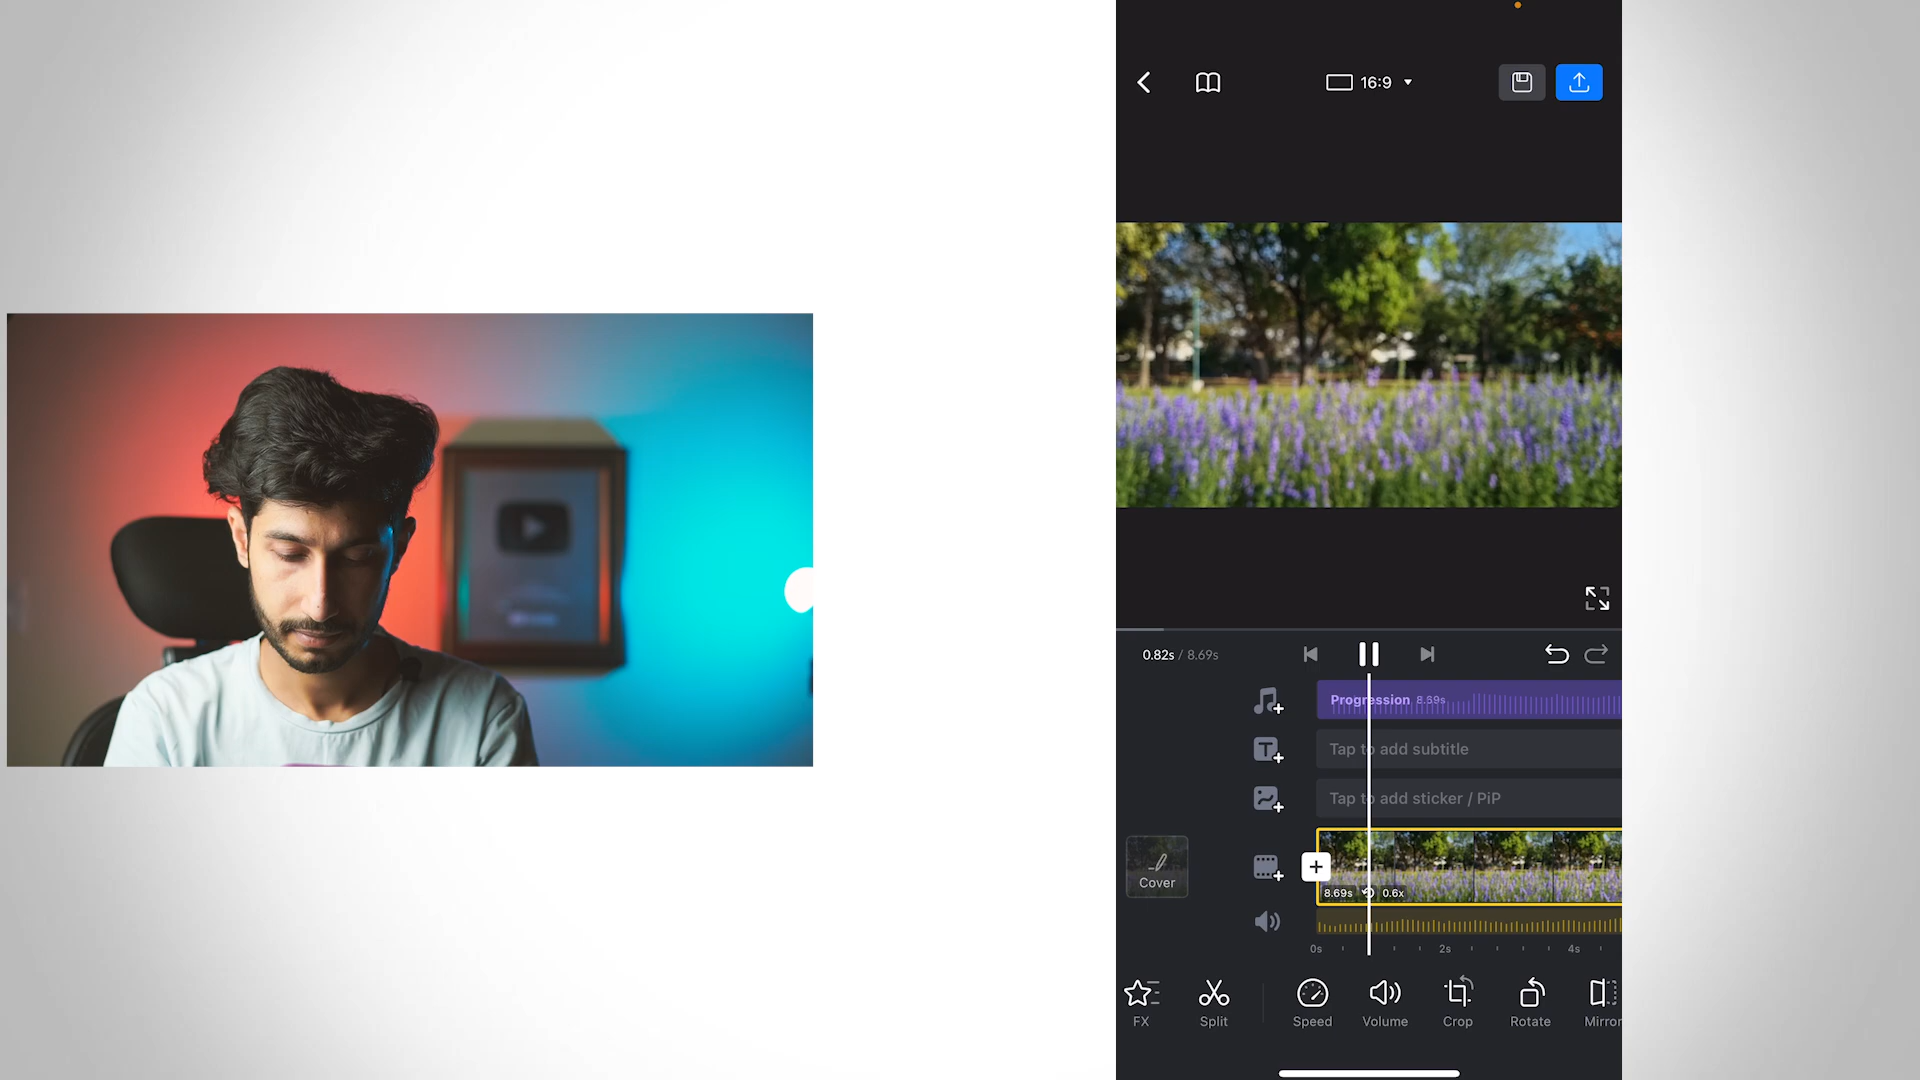 16:9
0.82s / 8.69s
Progression 8.69s
Tap to add subtitle
Tap to add sticker / PiP
Cover
8.69s 0.6x
0s 2s 4s
FX Split Speed Volume Crop Rotate Mirror